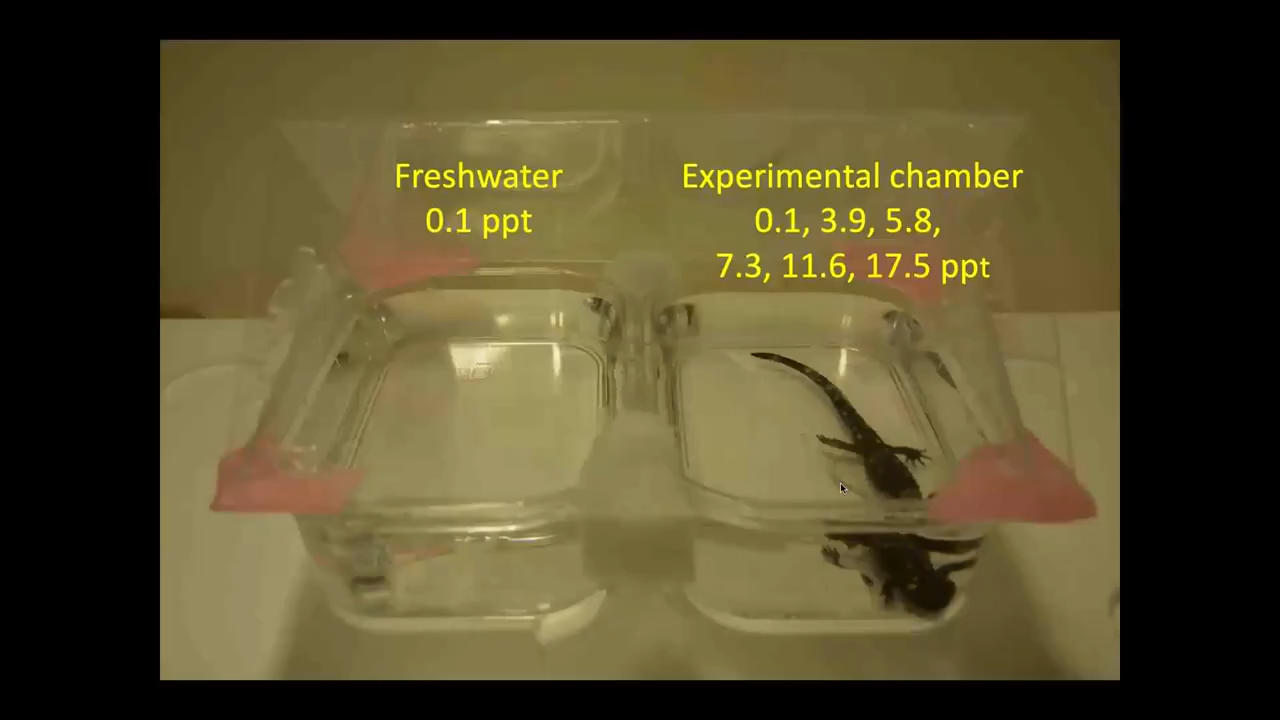 Freshwater
0.1 ppt
Experimental chamber
0.1, 3.9, 5.8,
7.3, 11.6, 17.5 ppt